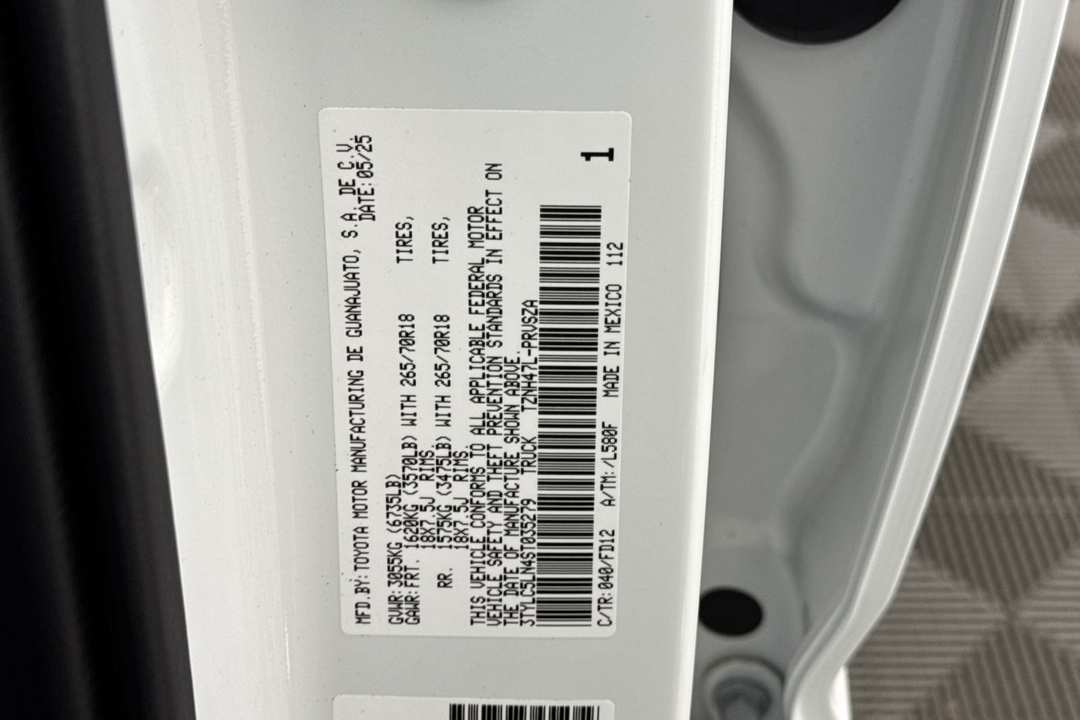 MFD.BY:TOYOTA MOTOR MANUFACTURING DE GUANAJUATO, S.A. DE C.V.
DATE:05/25
GVWR:3055KG (6735LB)
GAWR:FRT. 1620KG (3570LB) WITH 265/70R18 TIRES,
18X7.5J RIMS.
RR. 1575KG (3475LB) WITH 265/70R18 TIRES,
18X7.5J RIMS.
THIS VEHICLE CONFORMS TO ALL APPLICABLE FEDERAL MOTOR
VEHICLE SAFETY AND THEFT PREVENTION STANDARDS IN EFFECT ON
THE DATE OF MANUFACTURE SHOWN ABOVE.
3TYLC5LN4ST035279 TRUCK TZNH47L-PRVSZA
1
C/TR:040/FD12 A/TM:/L580F MADE IN MEXICO 112